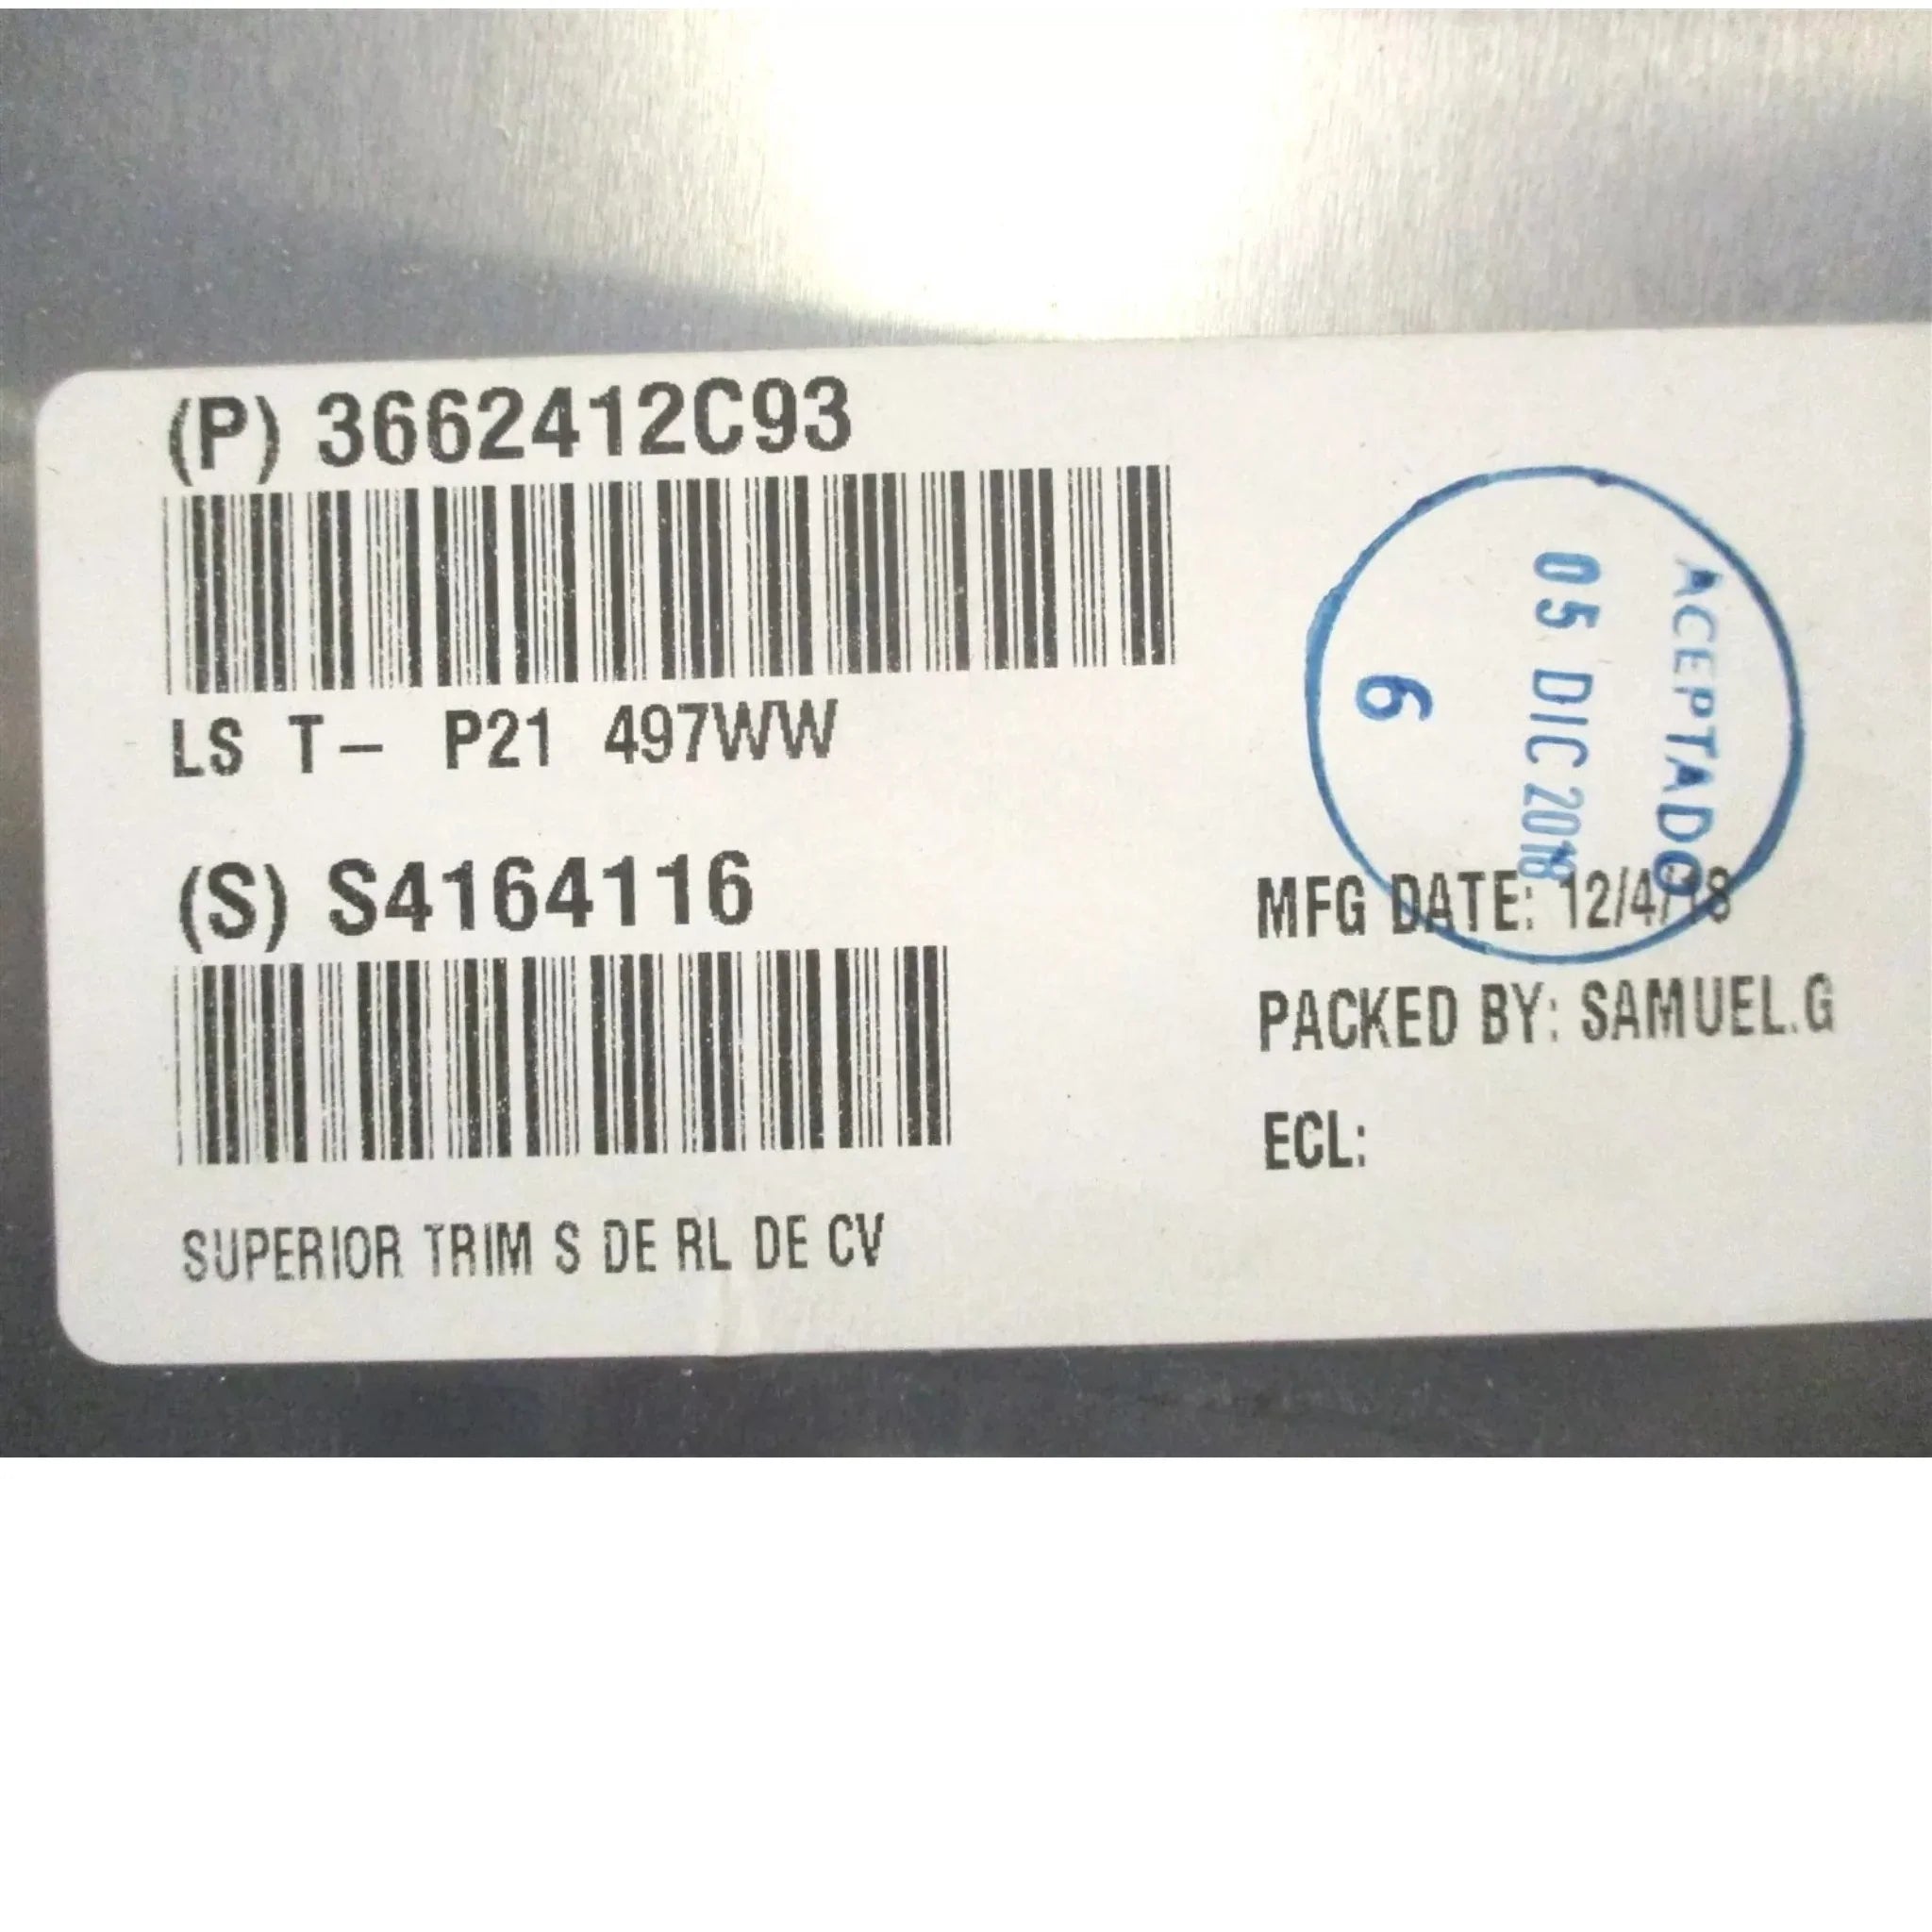 (P) 3662412C93
LS T- P21 497WW
(S) S4164116
SUPERIOR TRIM S DE RL DE CV
ACEPTADO
05 DIC 2018
6
MFG DATE: 12/4/18
PACKED BY: SAMUEL.G
ECL: